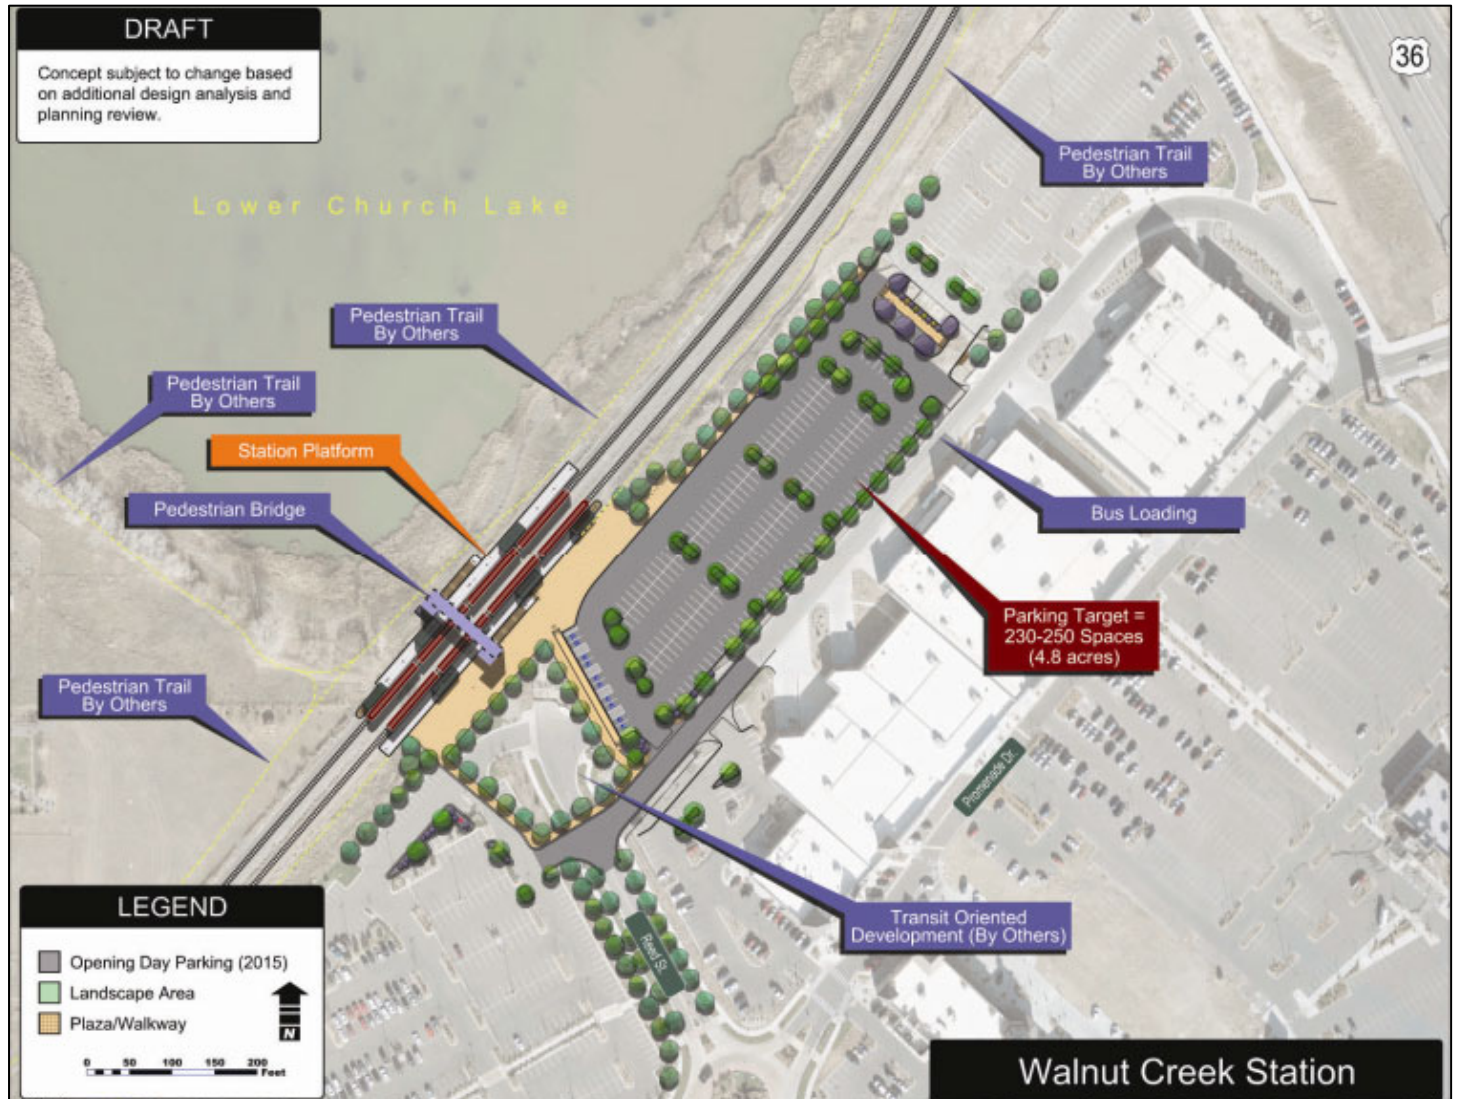 DRAFT
Concept subject to change based
on additional design analysis and
planning review.
36
Pedestrian Trail
By Others
Lower Church Lake
Pedestrian Trail
By Others
Pedestrian Trail
By Others
Station Platform
Pedestrian Bridge
Bus Loading
Parking Target =
230-250 Spaces
(4.8 acres)
Pedestrian Trail
By Others
Promenade Dr.
Transit Oriented
Development (By Others)
Reed St.
LEGEND
Opening Day Parking (2015)
Landscape Area
Plaza/Walkway
N
0 50 100 150 200
Feet
Walnut Creek Station